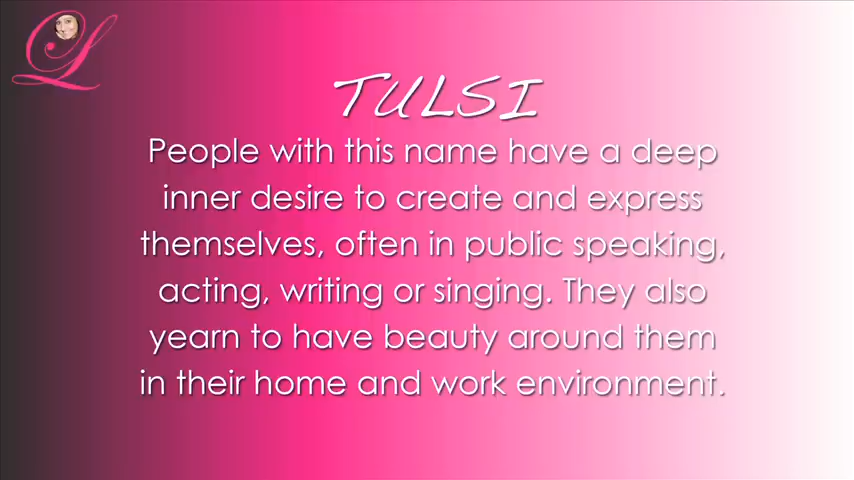 L
TULSI
People with this name have a deep
inner desire to create and express
themselves, often in public speaking,
acting, writing or singing. They also
yearn to have beauty around them
in their home and work environment.